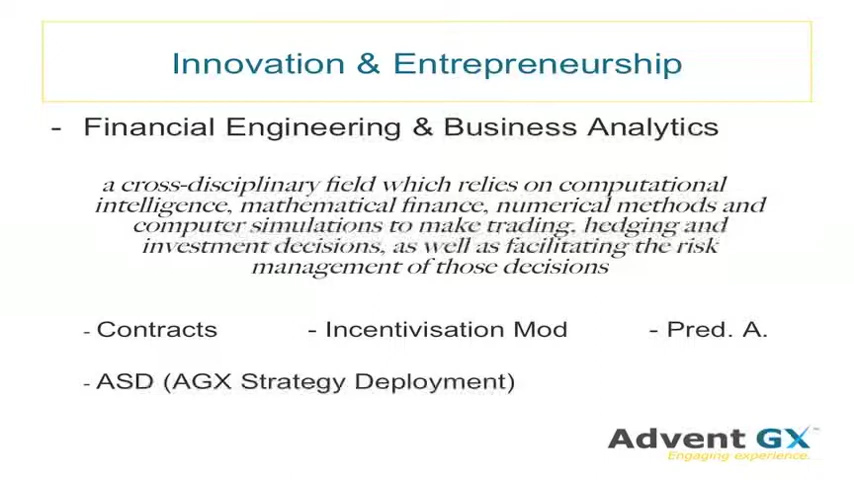 Innovation & Entrepreneurship
- Financial Engineering & Business Analytics
a cross-disciplinary field which relies on computational
intelligence, mathematical finance, numerical methods and
computer simulations to make trading, hedging and
investment decisions, as well as facilitating the risk
management of those decisions
- Contracts - Incentivisation Mod - Pred. A.
- ASD (AGX Strategy Deployment)
Advent GX™
Engaging experience.